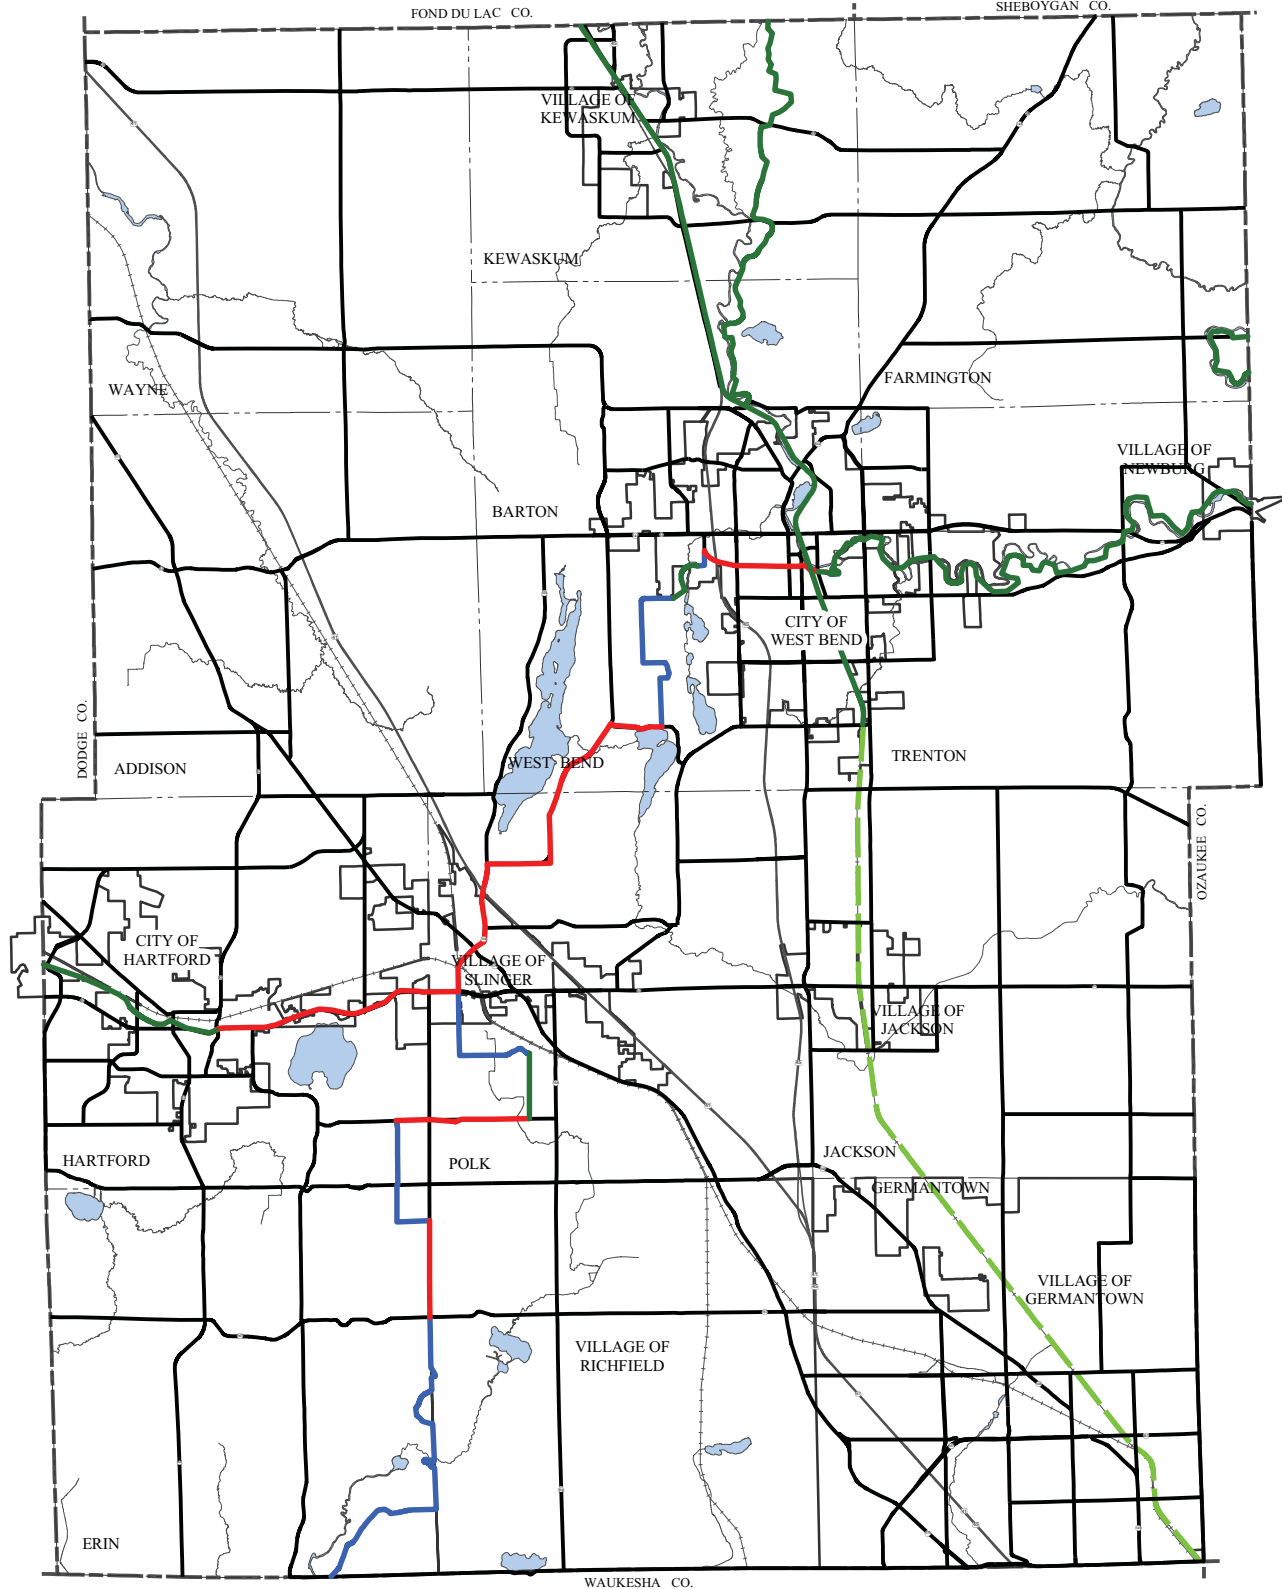 SHEBOYGAN CO.
FOND DU LAC CO.
VILLAGE OF
KEWASKUM
KEWASKUM
WAYNE
FARMINGTON
VILLAGE OF
NEWBURG
BARTON
CITY OF
WEST BEND
DODGE CO.
ADDISON
WEST BEND
TRENTON
OZAUKEE CO.
CITY OF
HARTFORD
VILLAGE OF
SLINGER
VILLAGE OF
JACKSON
HARTFORD
POLK
JACKSON
GERMANTOWN
VILLAGE OF
GERMANTOWN
VILLAGE OF
RICHFIELD
ERIN
WAUKESHA CO.